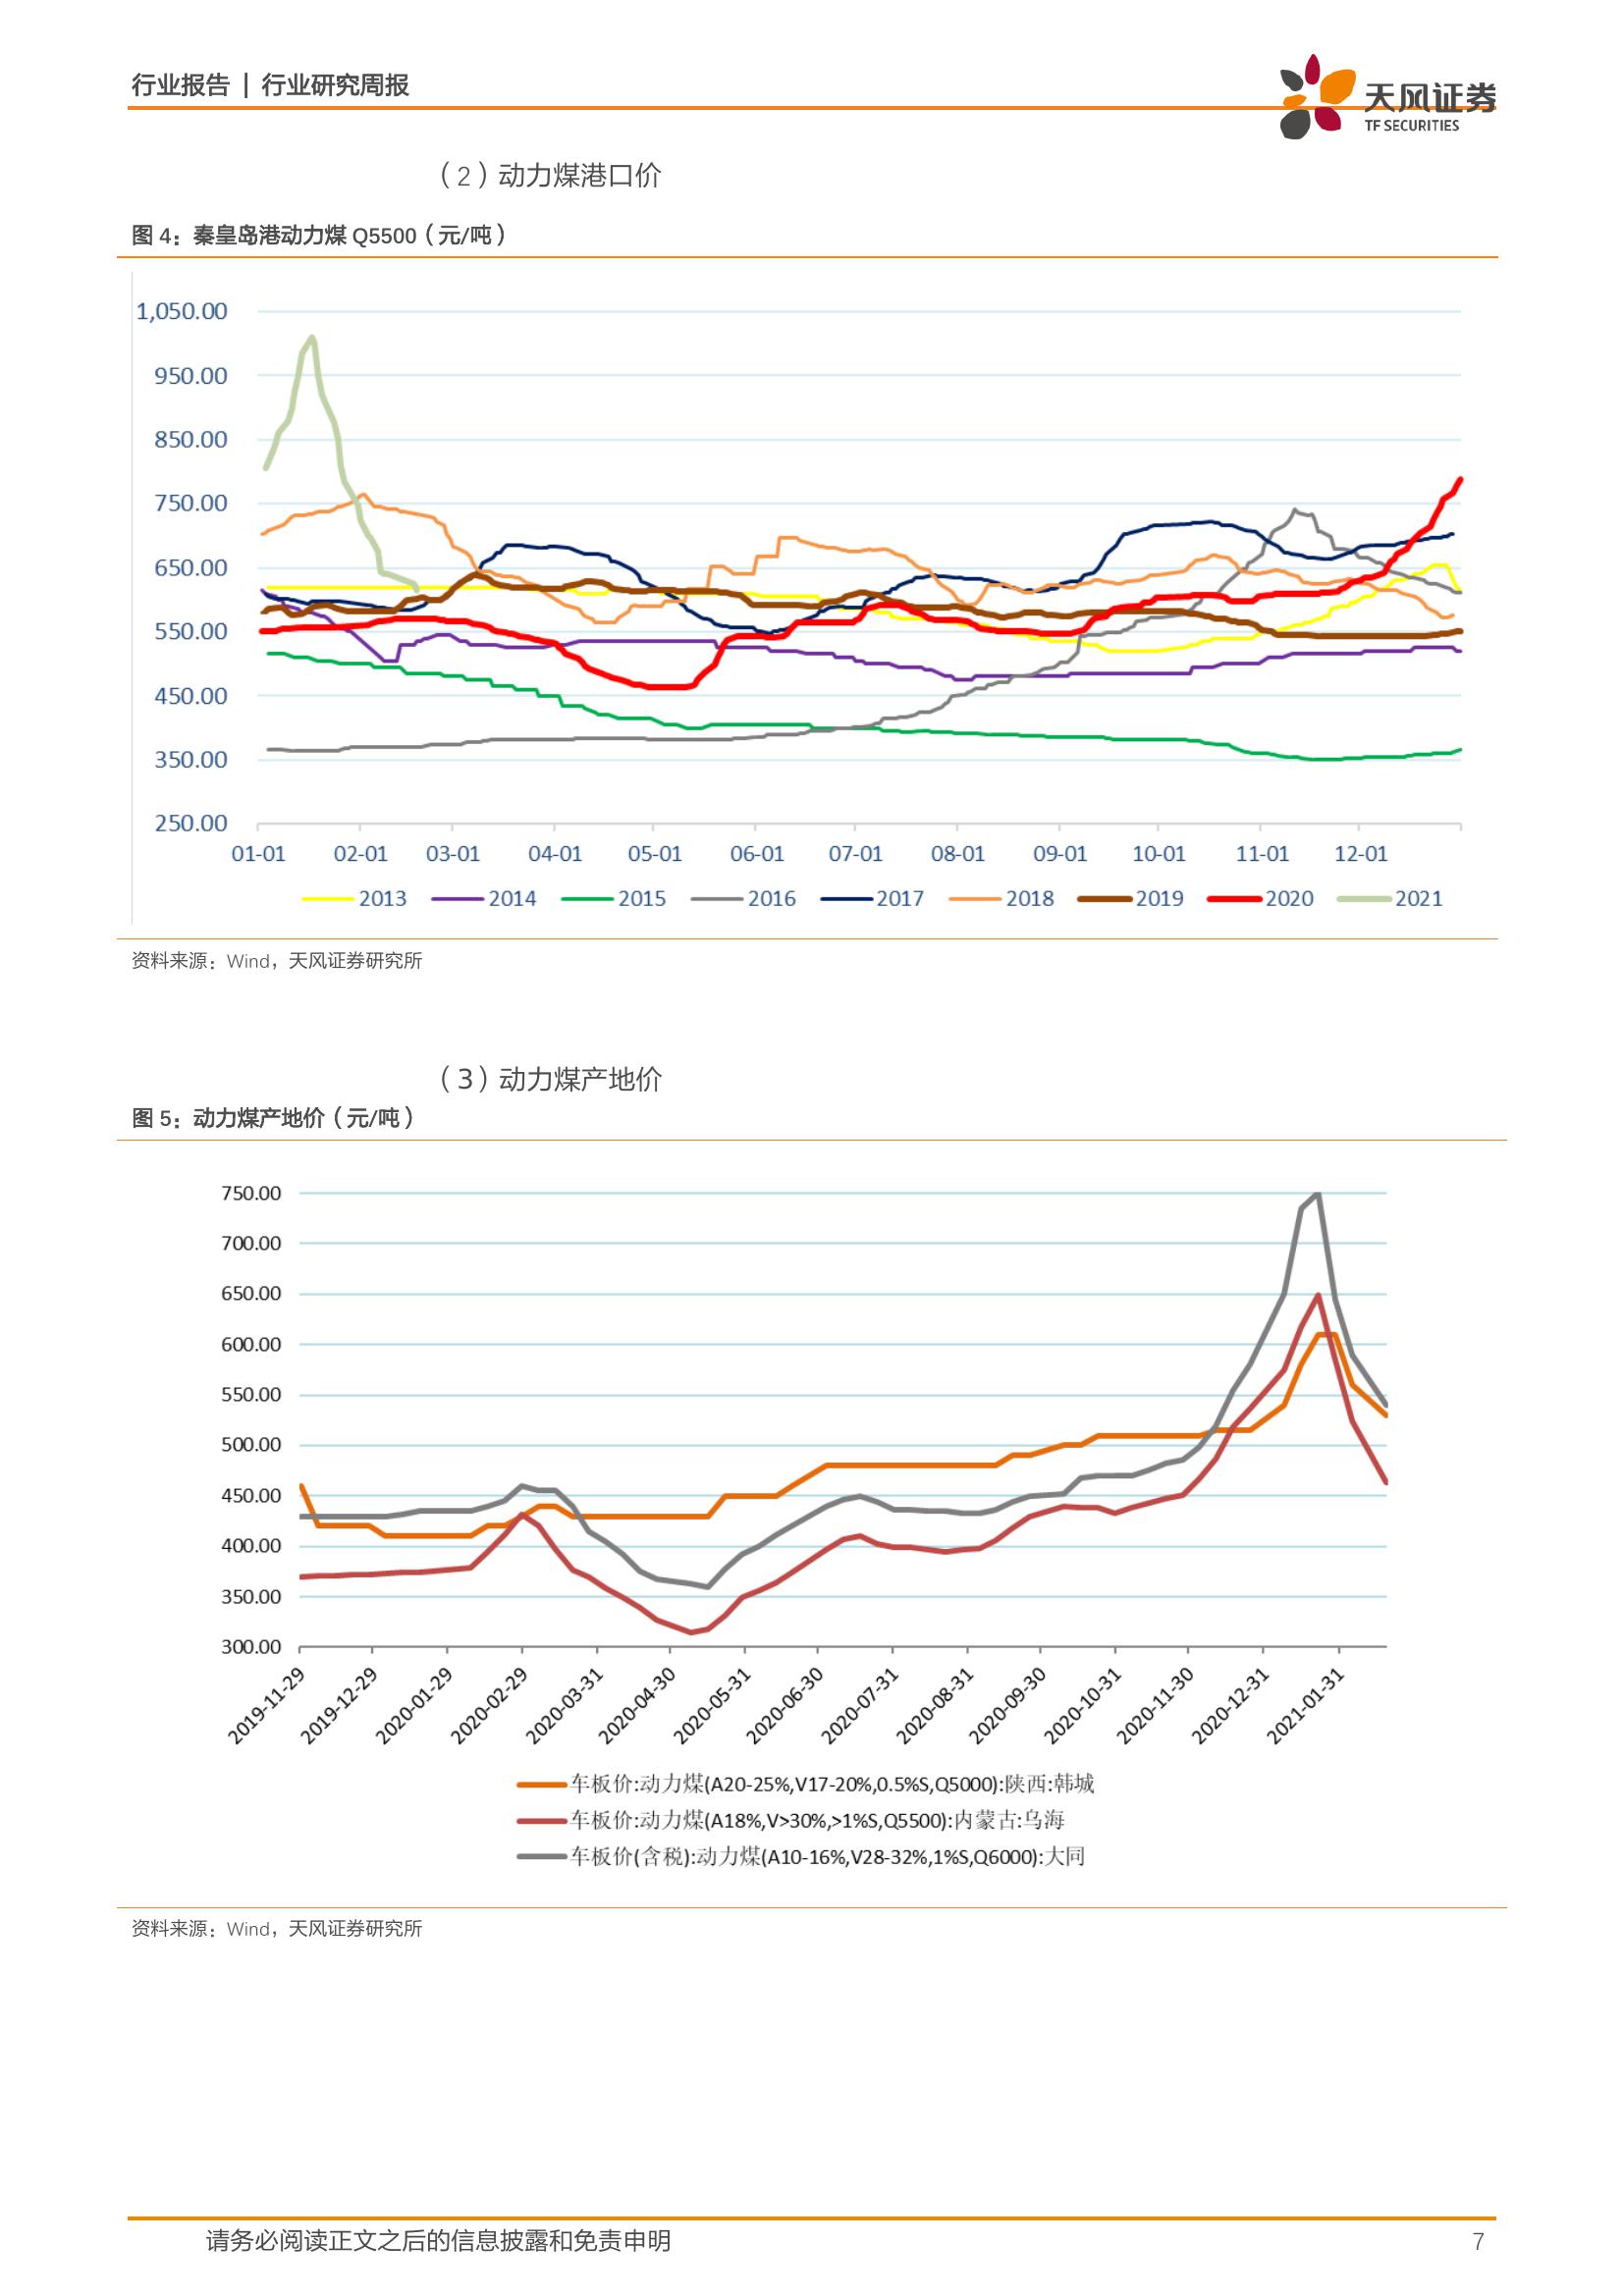 行业报告 | 行业研究周报
天风证券
TF SECURITIES
（2）动力煤港口价
图 4：秦皇岛港动力煤 Q5500（元/吨）
1,050.00
950.00
850.00
750.00
650.00
550.00
450.00
350.00
250.00
01-01 02-01 03-01 04-01 05-01 06-01 07-01 08-01 09-01 10-01 11-01 12-01
2013 2014 2015 2016 2017 2018 2019 2020 2021
资料来源：Wind，天风证券研究所
（3）动力煤产地价
图 5：动力煤产地价（元/吨）
750.00
700.00
650.00
600.00
550.00
500.00
450.00
400.00
350.00
300.00
2019-11-29 2019-12-29 2020-01-29 2020-02-29 2020-03-31 2020-04-30 2020-05-31 2020-06-30 2020-07-31 2020-08-31 2020-09-30 2020-10-31 2020-11-30 2020-12-31 2021-01-31
车板价:动力煤(A20-25%,V17-20%,0.5%S,Q5000):陕西:韩城
车板价:动力煤(A18%,V>30%,>1%S,Q5500):内蒙古:乌海
车板价(含税):动力煤(A10-16%,V28-32%,1%S,Q6000):大同
资料来源：Wind，天风证券研究所
请务必阅读正文之后的信息披露和免责申明 7